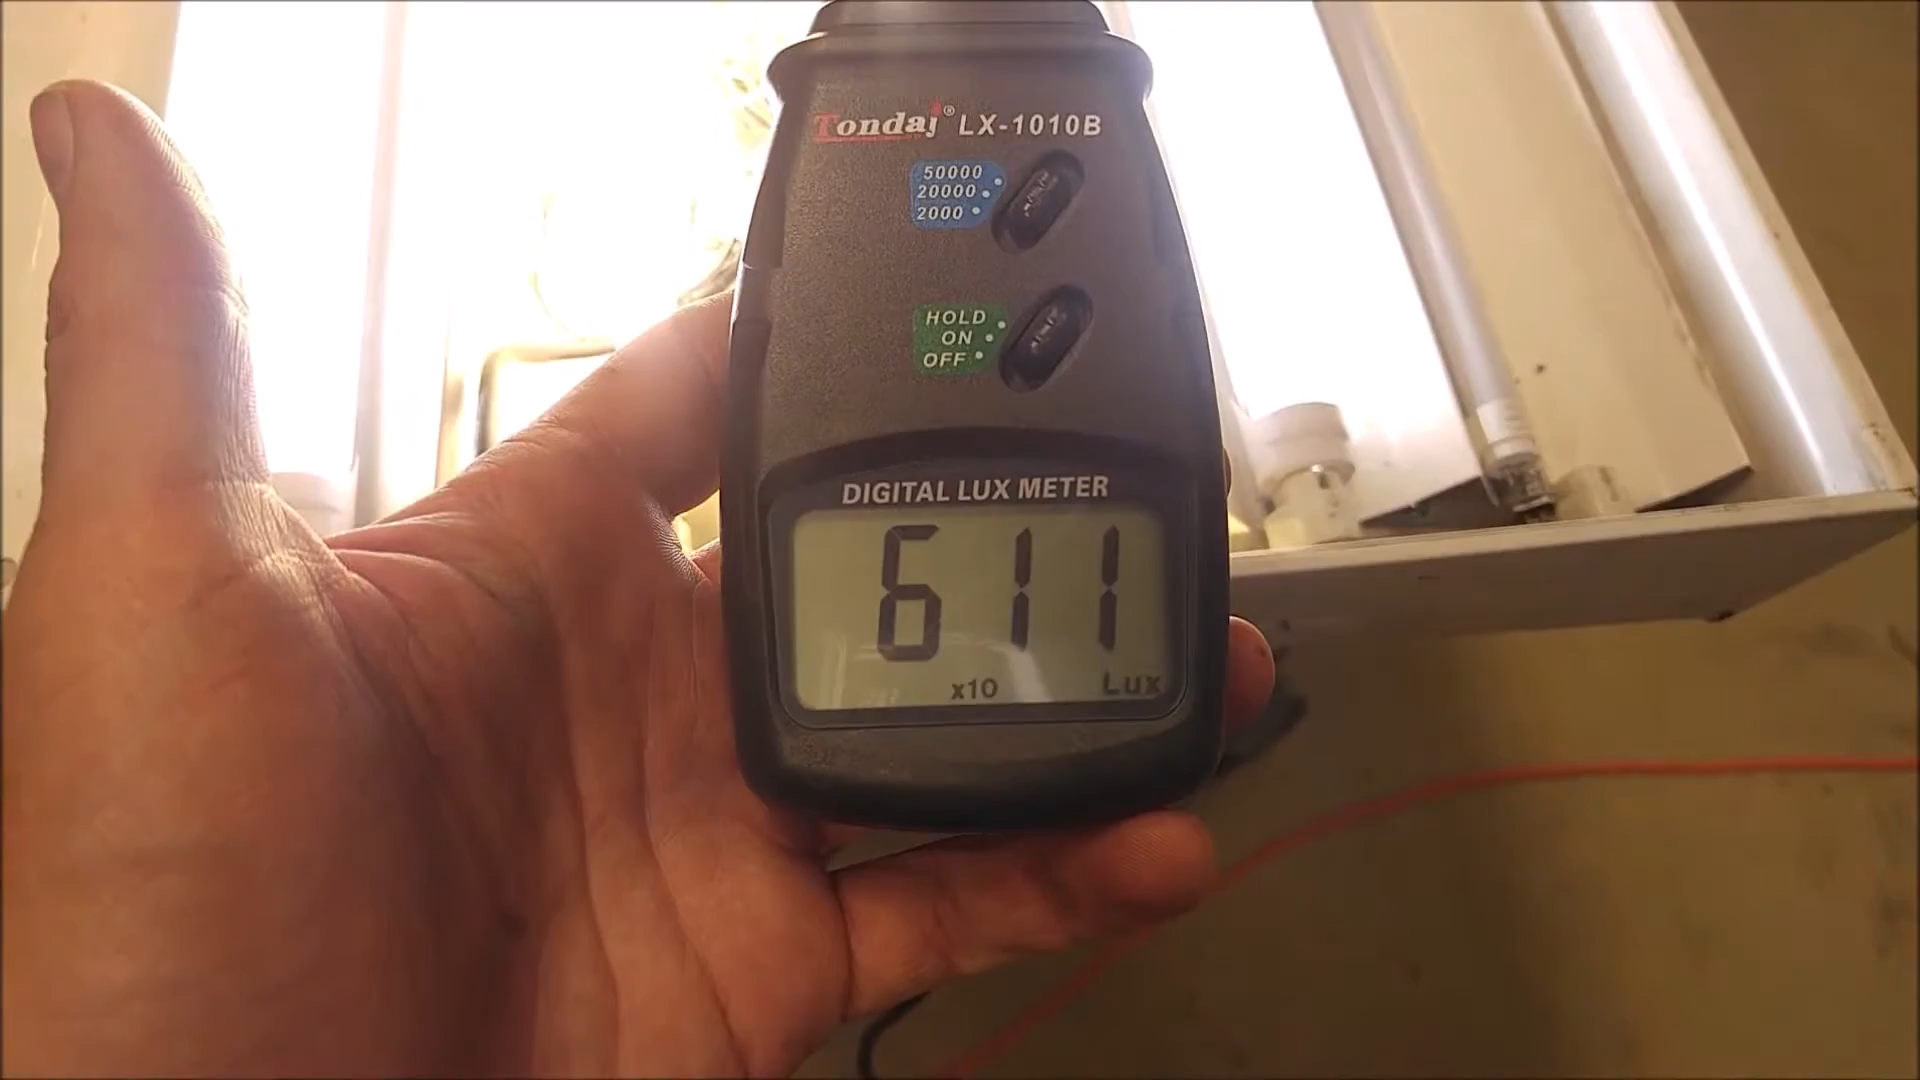 Tondaj® LX-1010B
50000
20000
2000
HOLD
ON
OFF
DIGITAL LUX METER
611
x10 Lux